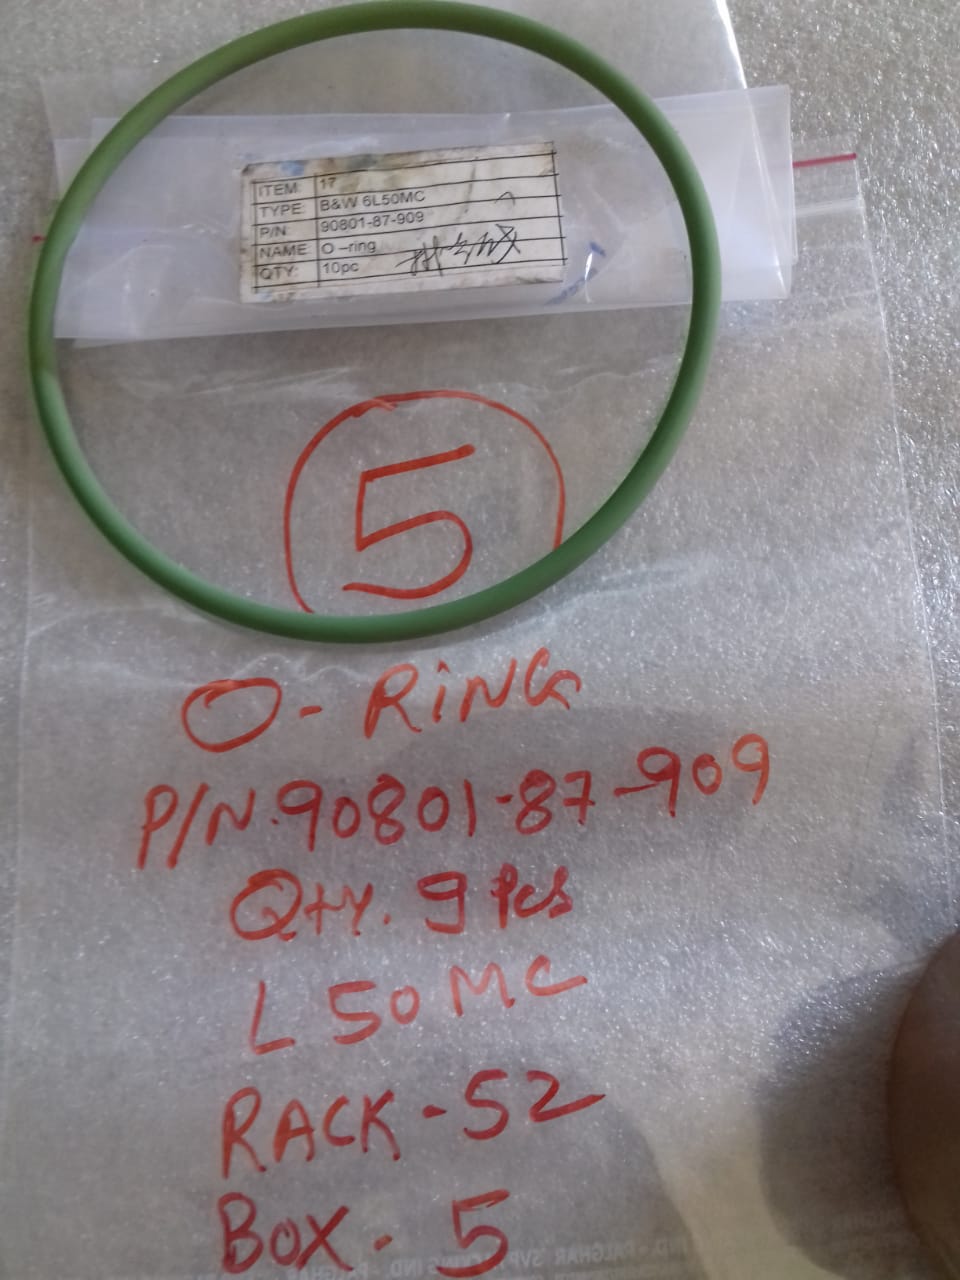 ITEM: 17
TYPE: B&W 6L50MC
P/N: 90801-87-909
NAME: O -ring
QTY: 10pc
5
O-RiNG
P/N.90801-87-909
Qty. 9 Pcs
L50MC
RACK-52
BOX-5